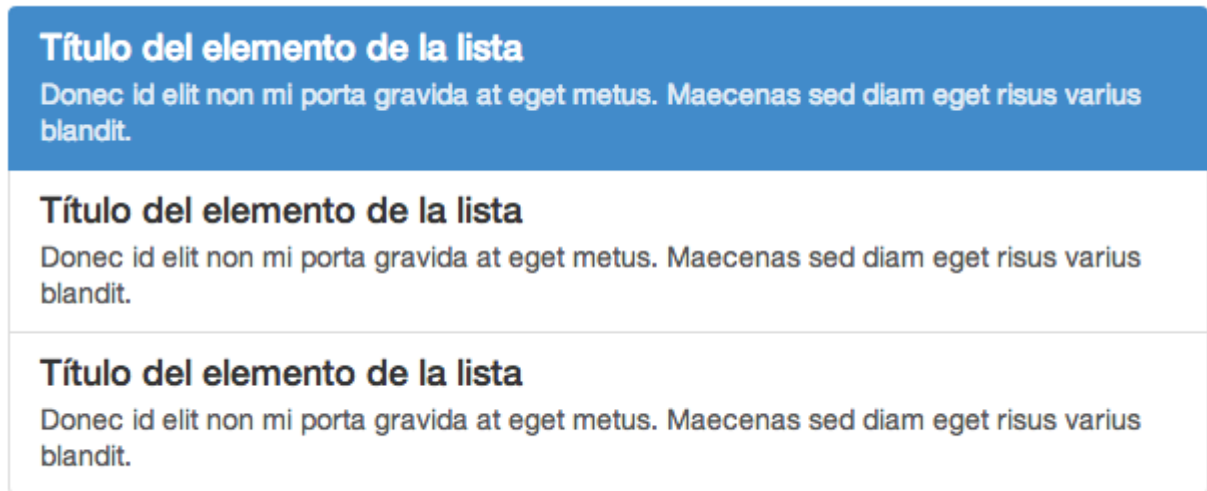 Título del elemento de la lista
Donec id elit non mi porta gravida at eget metus. Maecenas sed diam eget risus varius
blandit.
Título del elemento de la lista
Donec id elit non mi porta gravida at eget metus. Maecenas sed diam eget risus varius
blandit.
Título del elemento de la lista
Donec id elit non mi porta gravida at eget metus. Maecenas sed diam eget risus varius
blandit.